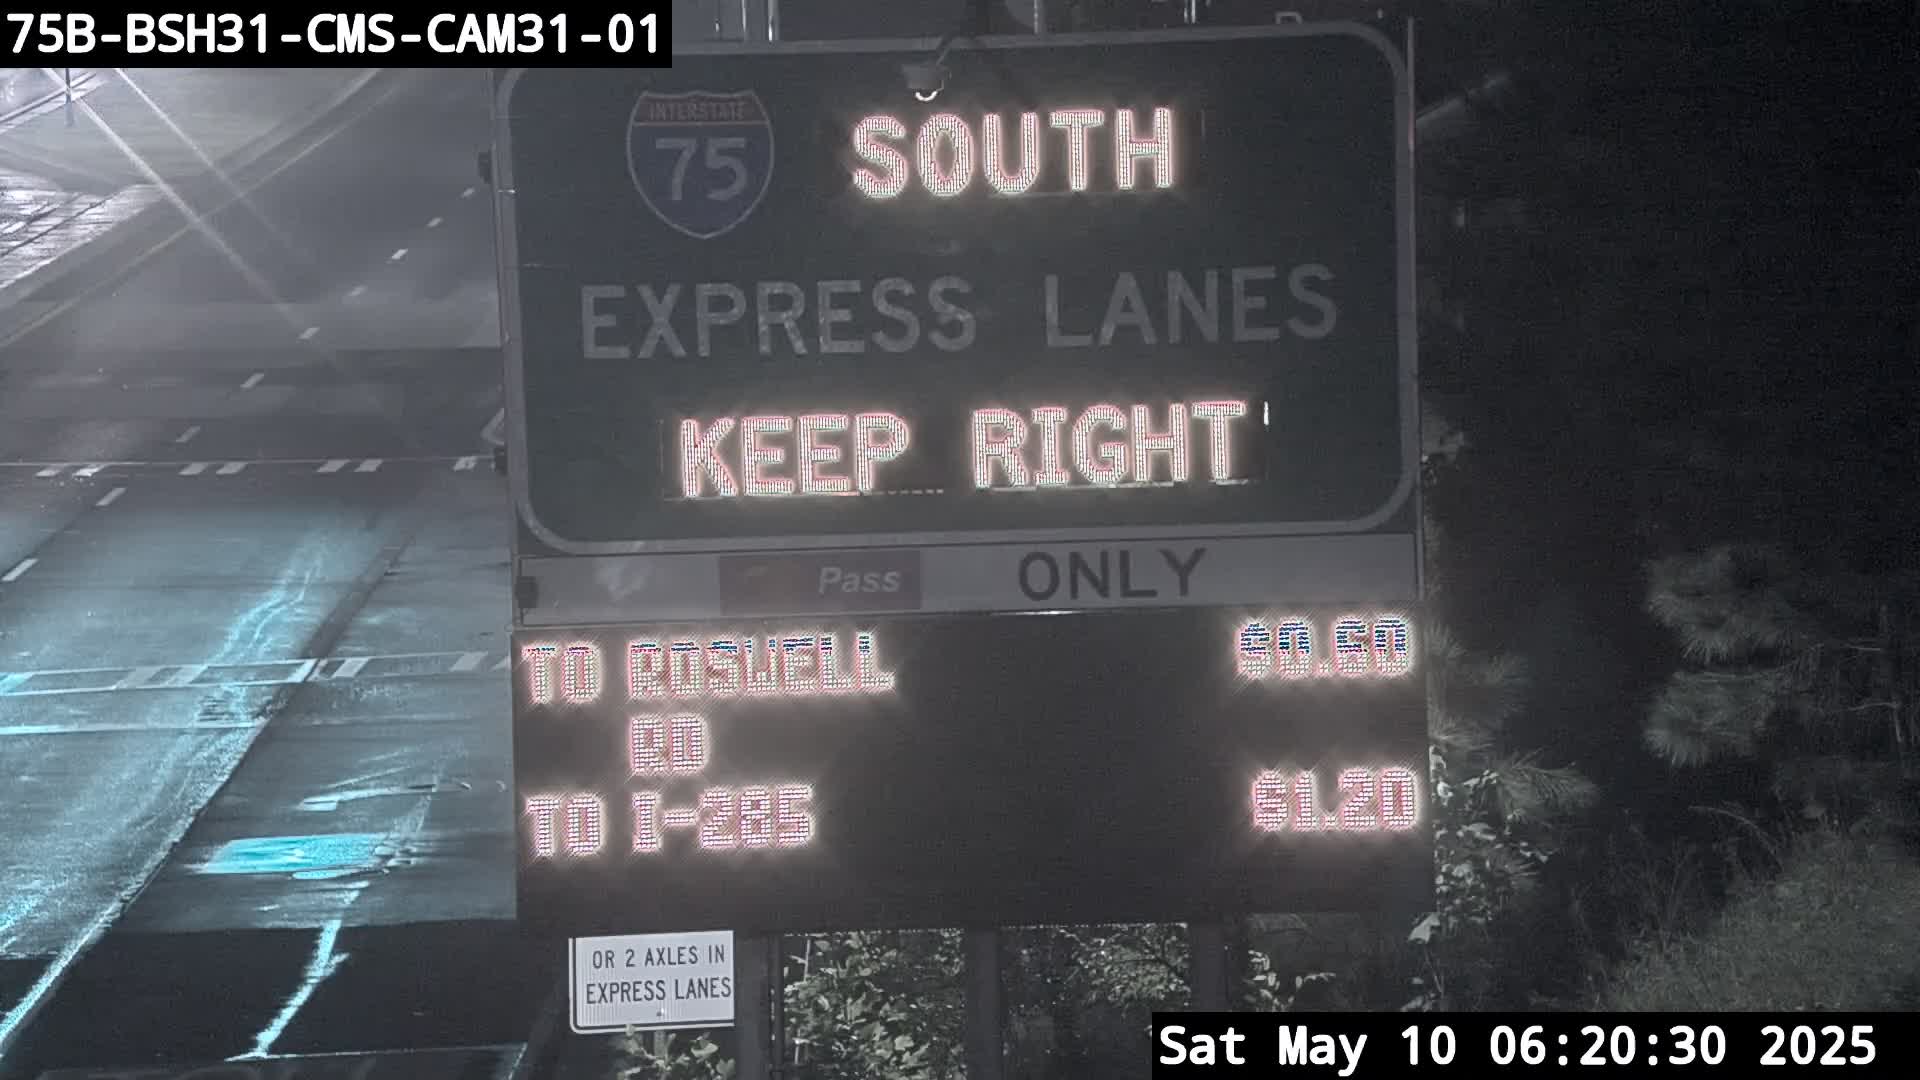 75B-BSH31-CMS-CAM31-01
INTERSTATE
75
SOUTH
EXPRESS LANES
KEEP RIGHT
Pass ONLY
TO ROSWELL $0.60
RD
TO I-285 $1.20
OR 2 AXLES IN
EXPRESS LANES
Sat May 10 06:20:30 2025